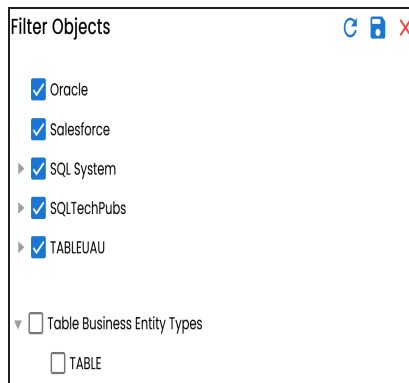 Filter Objects
Oracle
Salesforce
SQL System
SQLTechPubs
TABLEUAU
Table Business Entity Types
TABLE